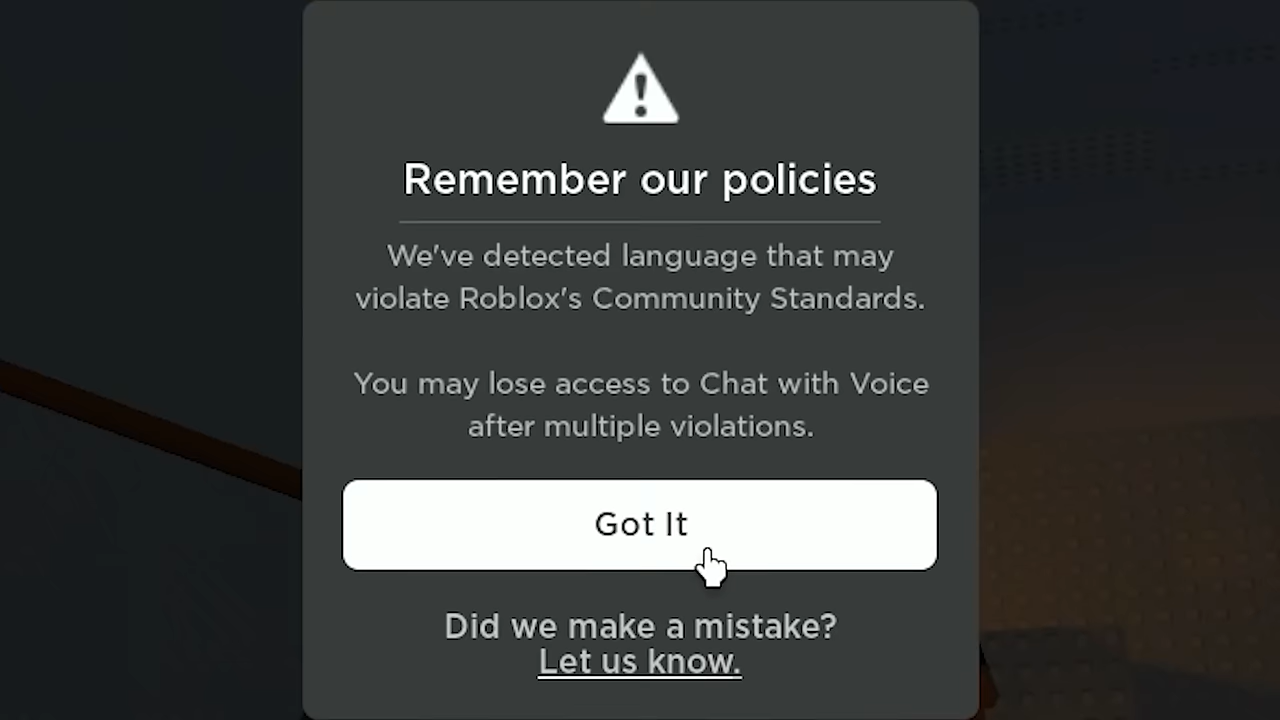 Remember our policies
We've detected language that may
violate Roblox's Community Standards.
You may lose access to Chat with Voice
after multiple violations.
Got It
Did we make a mistake?
Let us know.